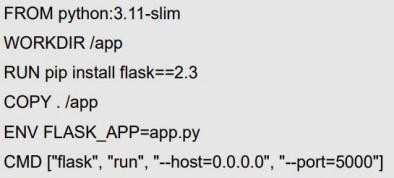 FROM python:3.11-slim
WORKDIR /app
RUN pip install flask==2.3
COPY . /app
ENV FLASK_APP=app.py
CMD ["flask", "run", "--host=0.0.0.0", "--port=5000"]